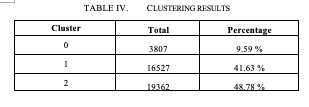 TABLE IV. CLUSTERING RESULTS
Cluster Total Percentage
0 3807 9.59 %
1 16527 41.63 %
2 19362 48.78 %